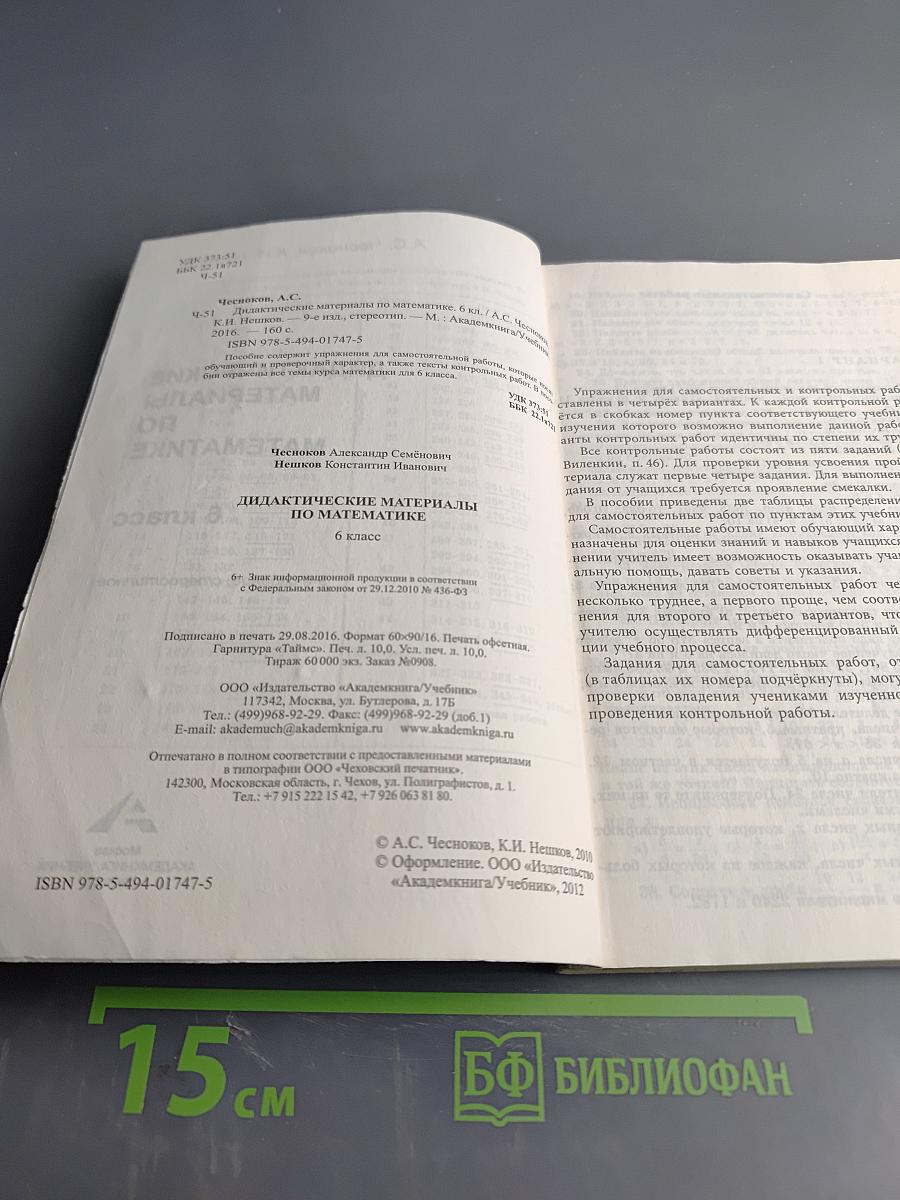 УДК 373:51
ББК 22.1я721
Ч-51
Чесноков, А.С.
Ч-51 Дидактические материалы по математике. 6 кл. / А.С. Чесноков
К.И. Нешков. — 9-е изд., стереотип. — М. : Академкнига/Учебник
2016. — 160 с.
ISBN 978-5-494-01747-5
Пособие содержит упражнения для самостоятельной работы, которые носят
обучающий и проверочный характер, а также тексты контрольных работ. В
бии отражены все темы курса математики для 6 класса.
УДК 373:51
ББК 22.1я721
Чесноков Александр Семёнович
Нешков Константин Иванович
ДИДАКТИЧЕСКИЕ МАТЕРИАЛЫ
ПО МАТЕМАТИКЕ
6 класс
6+ Знак информационной продукции в соответствии
с Федеральным законом от 29.12.2010 № 436-ФЗ
Подписано в печать 29.08.2016. Формат 60×90/16. Печать офсетная.
Гарнитура «Таймс». Печ. л. 10,0. Усл. печ. л. 10,0.
Тираж 60 000 экз. Заказ №0908.
ООО «Издательство «Академкнига/Учебник»
117342, Москва, ул. Бутлерова, д. 17Б
Тел.: (499)968-92-29. Факс: (499)968-92-29 (доб.1)
E-mail: akademuch@akademkniga.ru www.akademkniga.ru
Отпечатано в полном соответствии с предоставленными материалами
в типографии ООО «Чеховский печатник».
142300, Московская область, г. Чехов, ул. Полиграфистов, д. 1.
Тел.: +7 915 222 15 42, +7 926 063 81 80.
© А.С. Чесноков, К.И. Нешков, 2010
© Оформление. ООО «Издательство
«Академкнига/Учебник», 2012
ISBN 978-5-494-01747-5
Упражнения для самостоятельных и контрольных раб
ставлены в четырёх вариантах. К каждой контрольной р
ётся в скобках номер пункта соответствующего учебни
изучения которого возможно выполнение данной рабо
анты контрольных работ идентичны по степени их тру
Все контрольные работы состоят из пяти заданий (
Виленкин, п. 46). Для проверки уровня усвоения прой
териала служат первые четыре задания. Для выполнен
дания от учащихся требуется проявление смекалки.
В пособии приведены две таблицы распределени
для самостоятельных работ по пунктам этих учебни
Самостоятельные работы имеют обучающий хар
назначены для оценки знаний и навыков учащихся
нении учитель имеет возможность оказывать уча
альную помощь, давать советы и указания.
Упражнения для самостоятельных работ че
несколько труднее, а первого проще, чем соотве
нения для второго и третьего вариантов, что
учителю осуществлять дифференцированный
ции учебного процесса.
Задания для самостоятельных работ, от
(в таблицах их номера подчёркнуты), могу
проверки овладения учениками изученно
проведения контрольной работы.
15 см
БФ БИБЛИОФАН